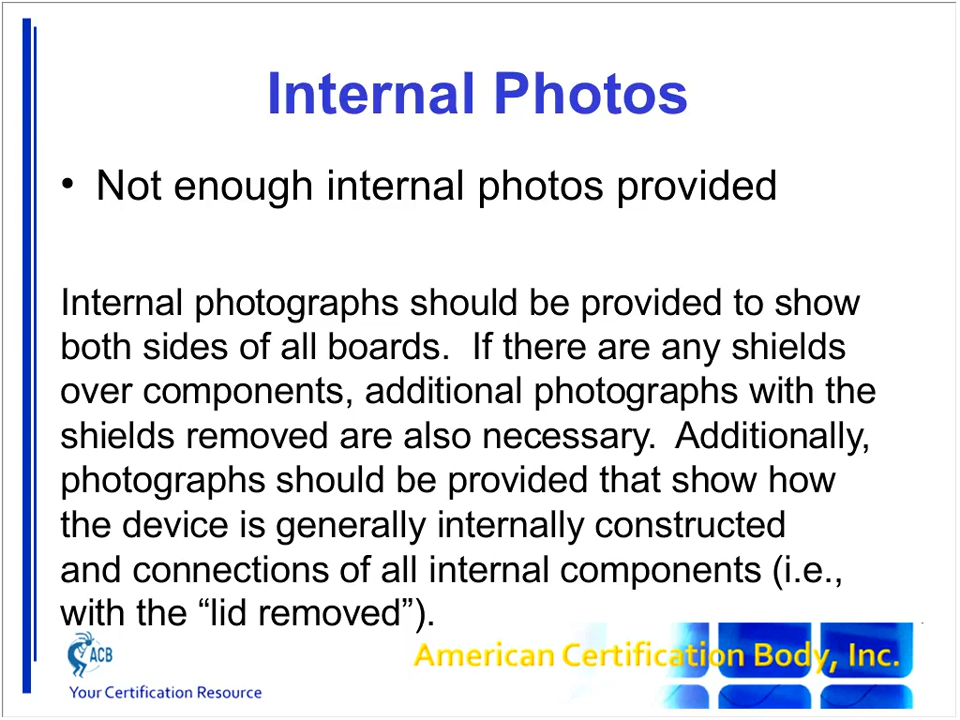 Internal Photos
• Not enough internal photos provided
Internal photographs should be provided to show
both sides of all boards.  If there are any shields
over components, additional photographs with the
shields removed are also necessary.  Additionally,
photographs should be provided that show how
the device is generally internally constructed
and connections of all internal components (i.e.,
with the “lid removed”).
ACB
American Certification Body, Inc.
Your Certification Resource